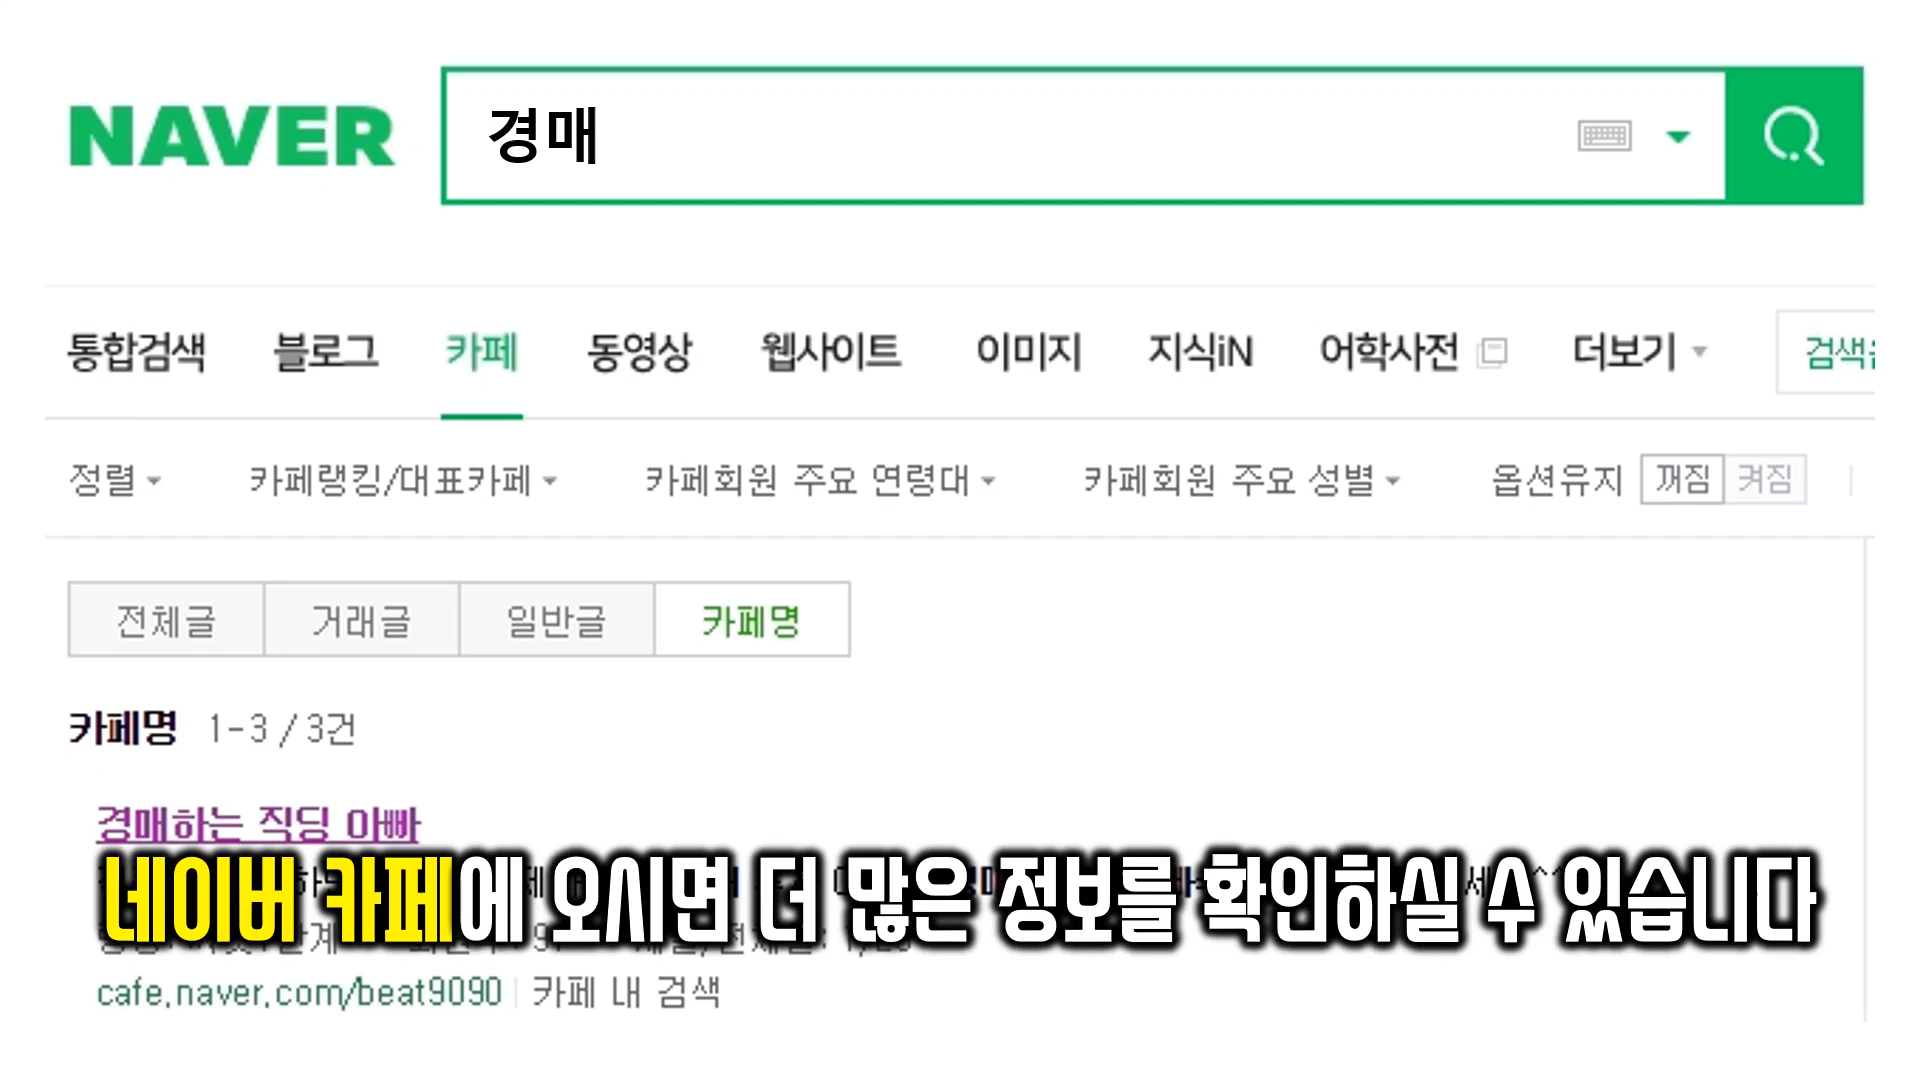 NAVER 경매
통합검색 블로그 카페 동영상 웹사이트 이미지 지식iN 어학사전 더보기
정렬 카페랭킹/대표카페 카페회원 주요 연령대 카페회원 주요 성별 옵션유지 꺼짐 켜짐
전체글 거래글 일반글 카페명
카페명 1-3 / 3건
경매하는 직딩 아빠
네이버 카페에 오시면 더 많은 정보를 확인하실 수 있습니다
cafe.naver.com/beat9090 카페 내 검색